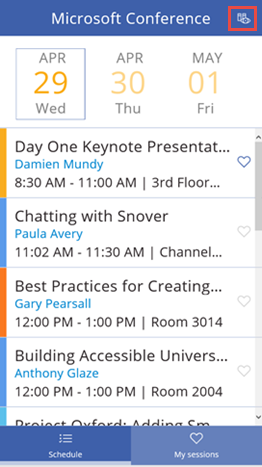 Microsoft Conference
APR APR MAY
29 30 01
Wed Thu Fri
Day One Keynote Presentat...
Damien Mundy
8:30 AM - 11:00 AM | 3rd Floor...
Chatting with Snover
Paula Avery
11:02 AM - 11:30 AM | Channel...
Best Practices for Creating...
Gary Pearsall
12:00 PM - 1:00 PM | Room 3014
Building Accessible Univers...
Anthony Glaze
12:00 PM - 1:00 PM | Room 2004
Project Oxford: Adding Sm...
Schedule My sessions